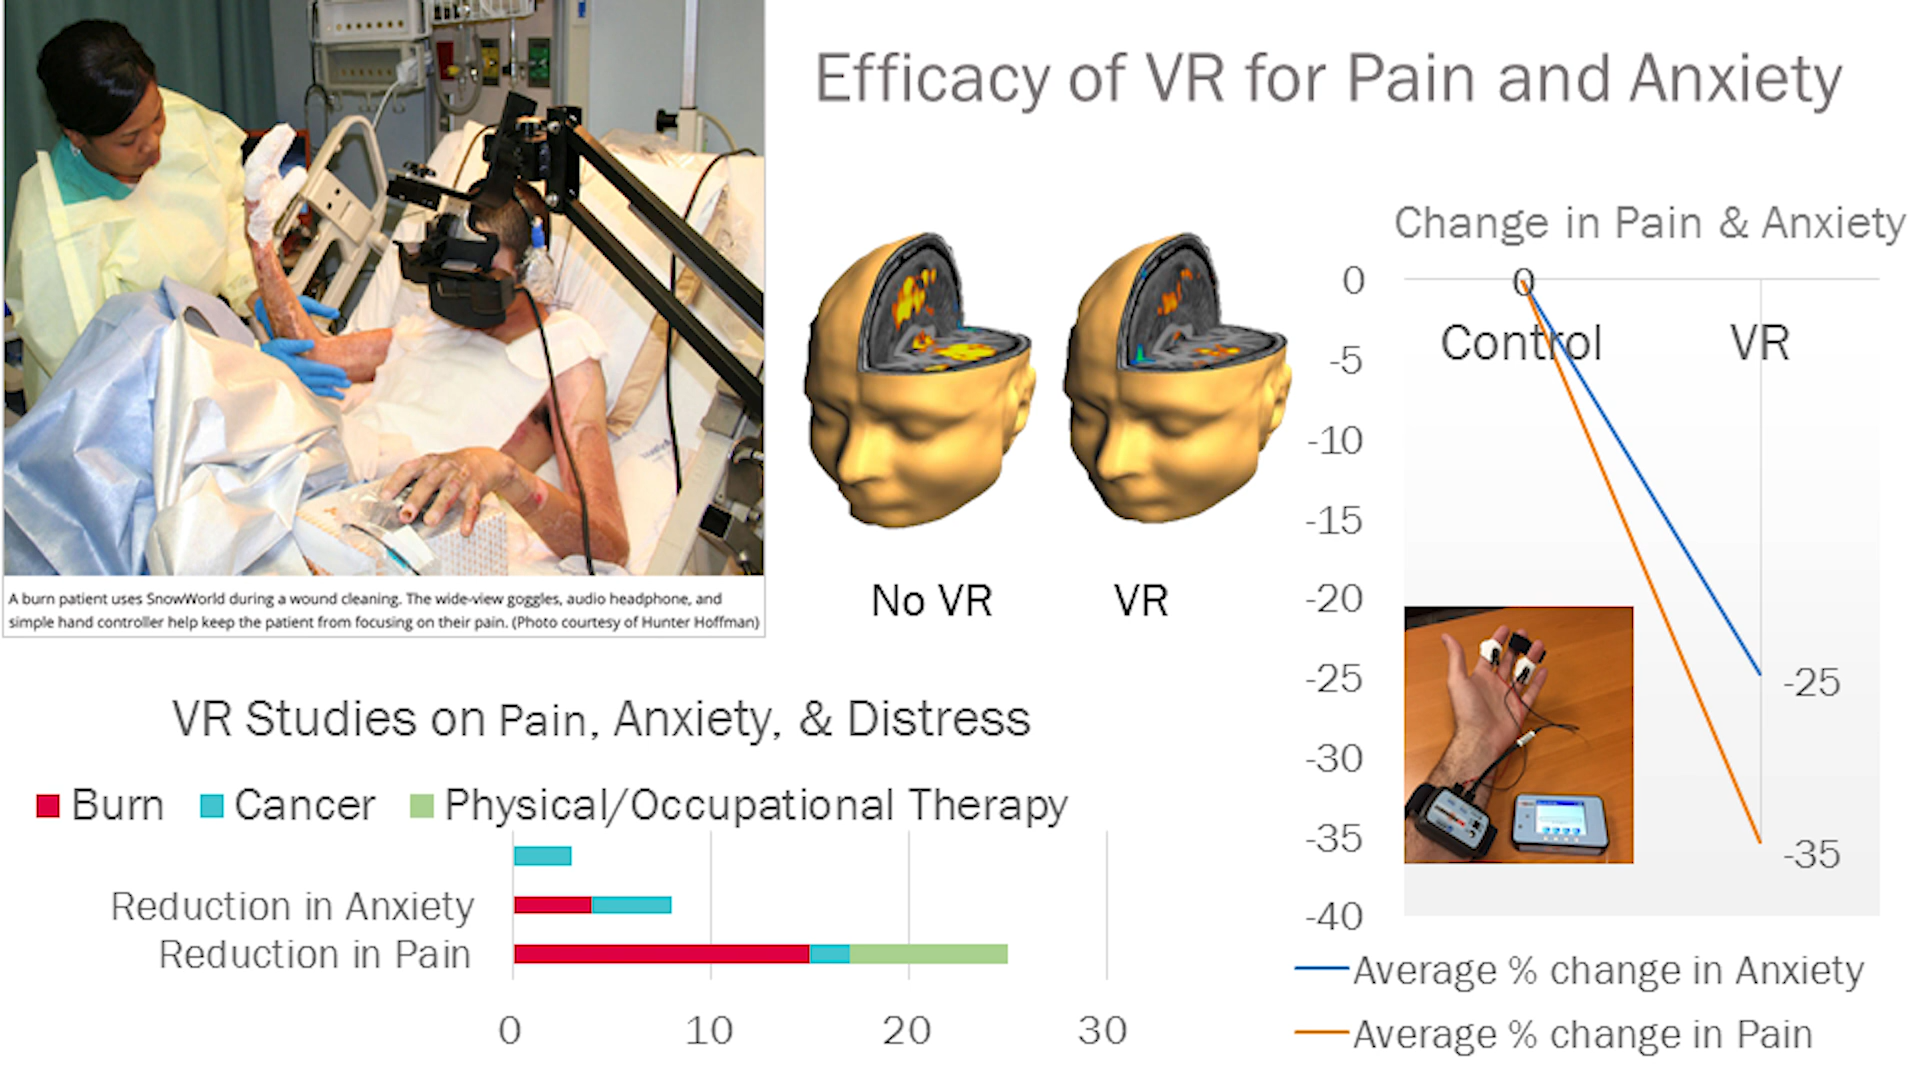 Efficacy of VR for Pain and Anxiety
A burn patient uses SnowWorld during a wound cleaning. The wide-view goggles, audio headphone, and
simple hand controller help keep the patient from focusing on their pain. (Photo courtesy of Hunter Hoffman)
No VR
VR
Change in Pain & Anxiety
0
-5
-10
-15
-20
-25
-30
-35
-40
0
Control
VR
-25
-35
Average % change in Anxiety
Average % change in Pain
VR Studies on Pain, Anxiety, & Distress
Burn
Cancer
Physical/Occupational Therapy
Reduction in Anxiety
Reduction in Pain
0
10
20
30